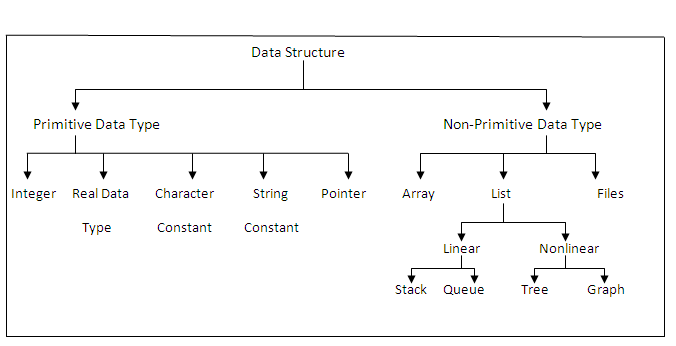 Data Structure
Primitive Data Type Non-Primitive Data Type
Integer Real Data Character String Pointer Array List Files
Type Constant Constant
Linear Nonlinear
Stack Queue Tree Graph